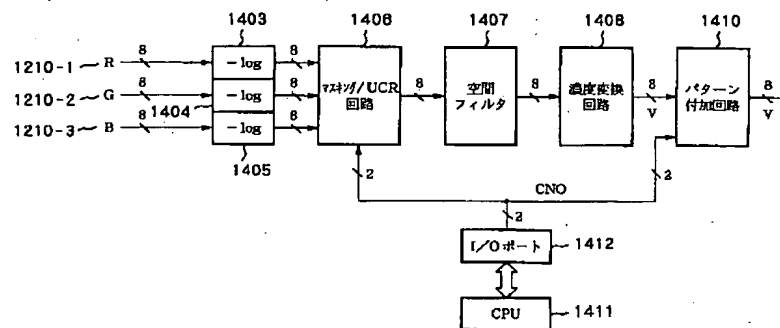 1403 1406 1407 1408 1410
1210-1 ~ R 8 -log 8
1210-2 ~ G 8 -log 8 マスキング/UCR 回路 8 空間 フィルタ 8 濃度変換 回路 8 V パターン 付加回路 8 V
1210-3 ~ B 8 1404 -log 8
1405
2 CNO 2
2
I/Oポート 1412
CPU 1411